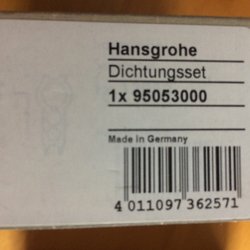 Hansgrohe
Dichtungsset
1x 95053000
Made in Germany
4 011097 362571